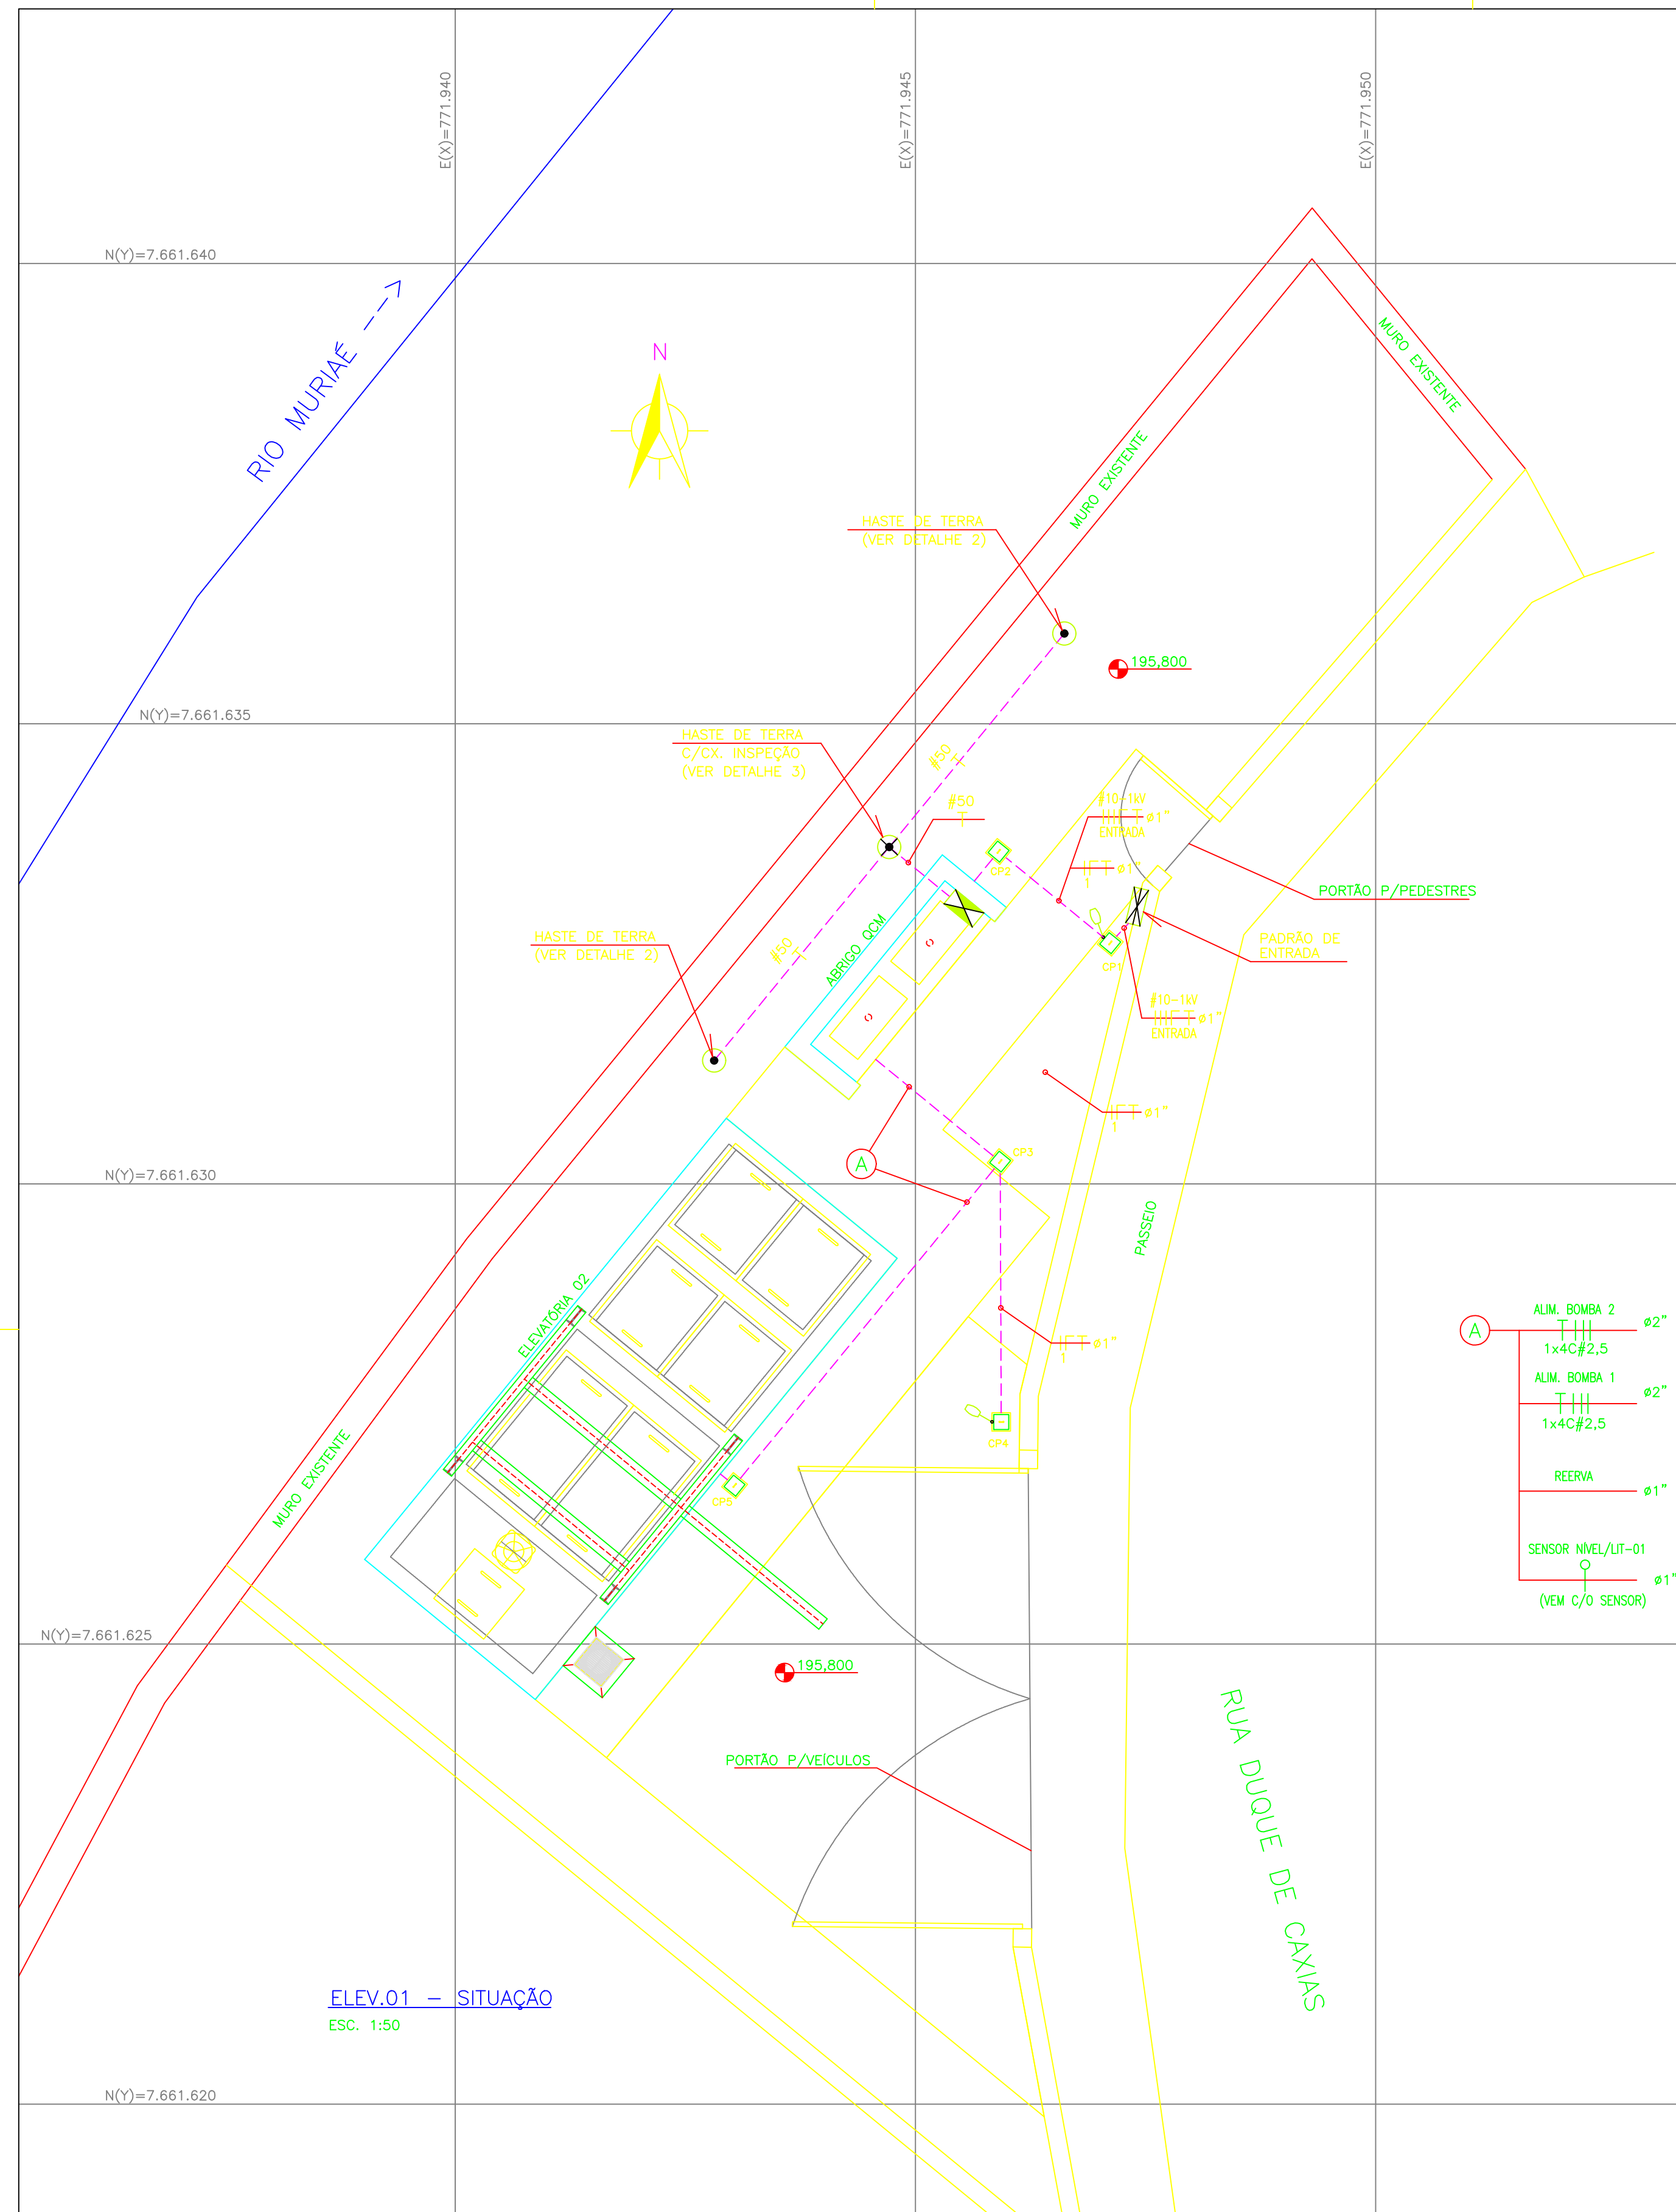 E(X)=771.940
E(X)=771.945
E(X)=771.950
N(Y)=7.661.640
RIO MURIAÉ
N
MURO EXISTENTE
MURO EXISTENTE
HASTE DE TERRA
(VER DETALHE 2)
195,800
N(Y)=7.661.635
HASTE DE TERRA
C/CX. INSPEÇÃO
(VER DETALHE 3)
#50
T
#50
T
#10-1kV
ø1"
ENTRADA
CP2
ø1"
1
PORTÃO P/PEDESTRES
HASTE DE TERRA
(VER DETALHE 2)
#50
T
ABRIGO QCM
CP1
PADRÃO DE
ENTRADA
#10-1kV
ø1"
ENTRADA
ø1"
1
A
CP3
N(Y)=7.661.630
PASSEIO
ELEVATÓRIA 02
ø1"
1
A
ALIM. BOMBA 2
ø2"
1x4C#2,5
ALIM. BOMBA 1
ø2"
1x4C#2,5
REERVA
ø1"
SENSOR NÍVEL/LIT-01
ø1"
(VEM C/O SENSOR)
CP4
MURO EXISTENTE
CP5
N(Y)=7.661.625
195,800
PORTÃO P/VEÍCULOS
RUA DUQUE DE CAXIAS
ELEV.01 - SITUAÇÃO
ESC. 1:50
N(Y)=7.661.620